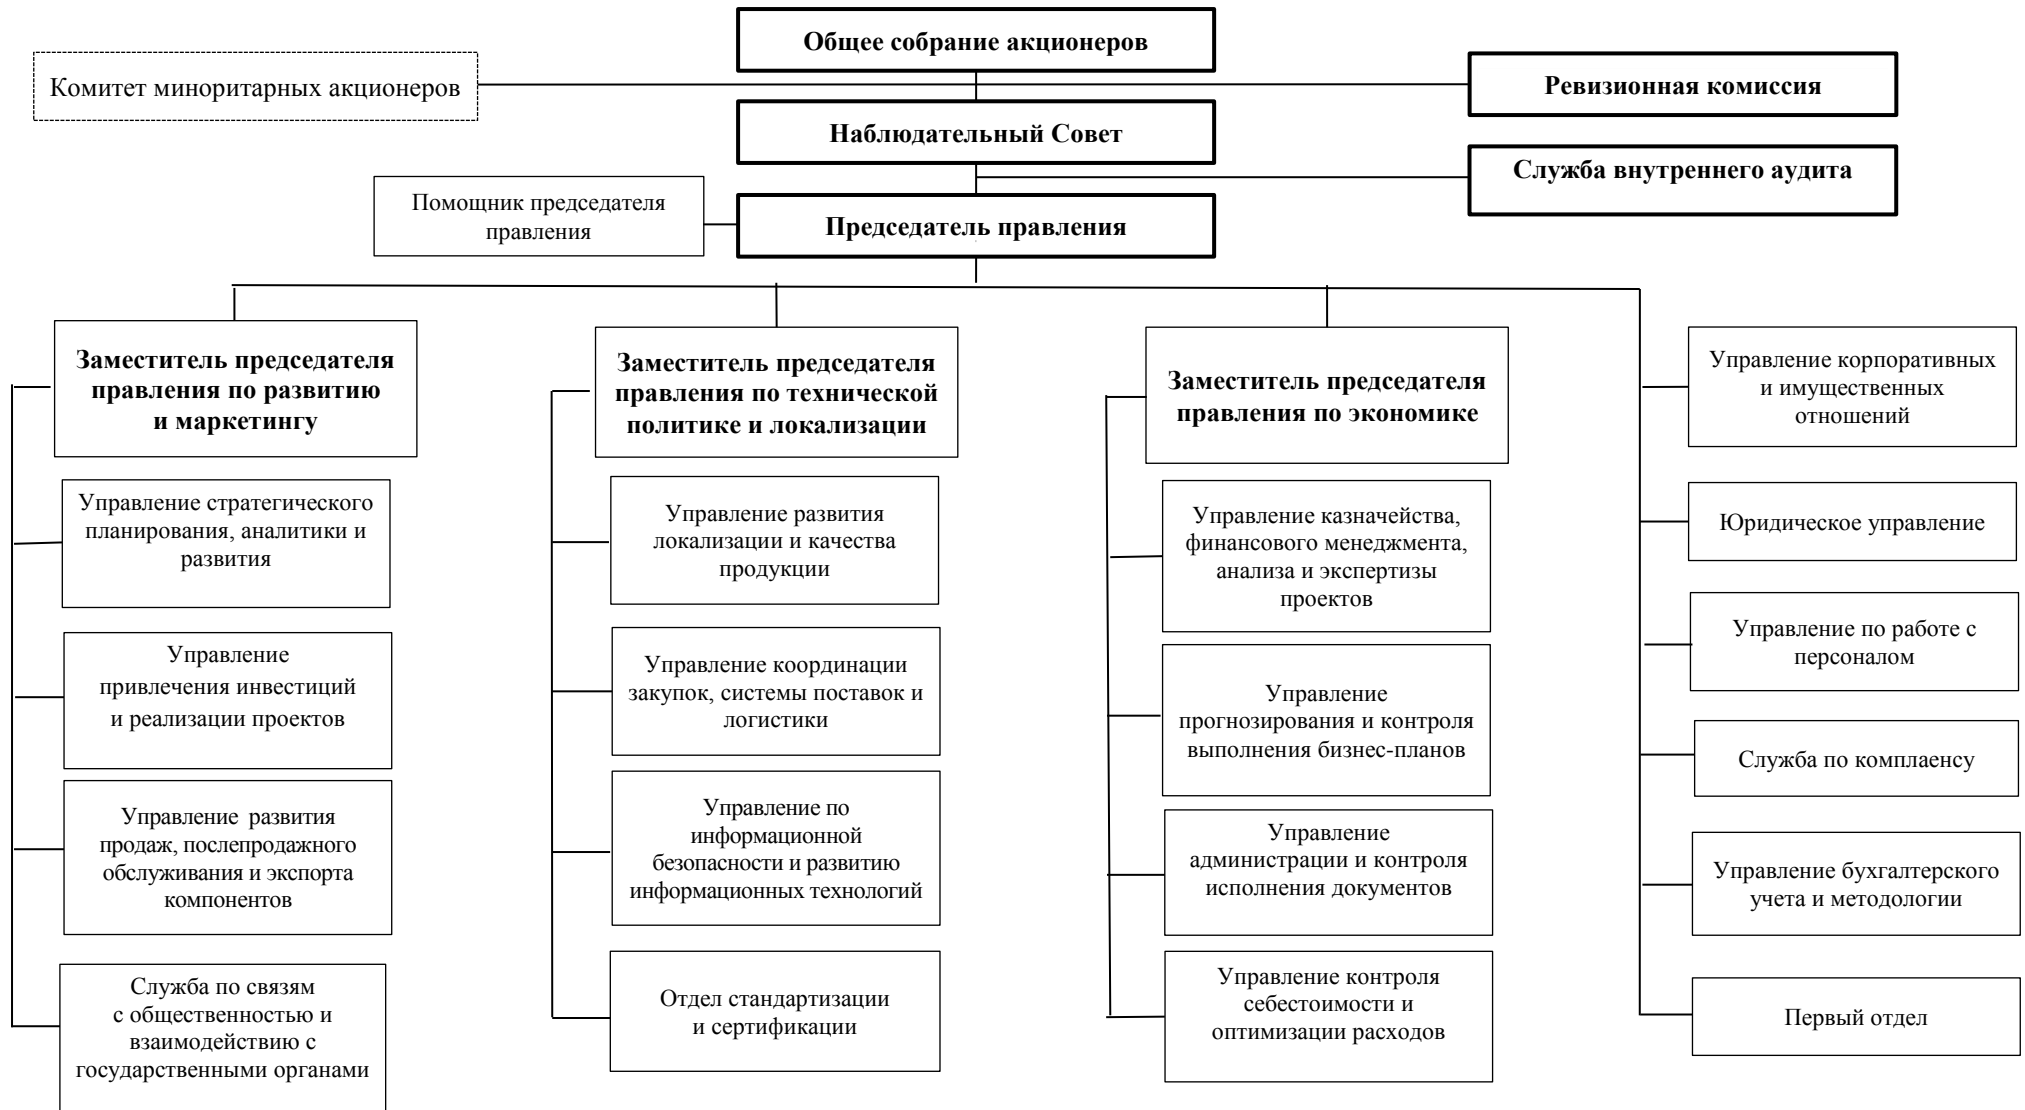 Общее собрание акционеров
Комитет миноритарных акционеров
Ревизионная комиссия
Наблюдательный Совет
Служба внутреннего аудита
Помощник председателя
правления
Председатель правления
Заместитель председателя
правления по развитию
и маркетингу
Управление стратегического
планирования, аналитики и
развития
Управление
привлечения инвестиций
и реализации проектов
Управление развития
продаж, послепродажного
обслуживания и экспорта
компонентов
Служба по связям
с общественностью и
взаимодействию с
государственными органами
Заместитель председателя
правления по технической
политике и локализации
Управление развития
локализации и качества
продукции
Управление координации
закупок, системы поставок и
логистики
Управление по
информационной
безопасности и развитию
информационных технологий
Отдел стандартизации
и сертификации
Заместитель председателя
правления по экономике
Управление казначейства,
финансового менеджмента,
анализа и экспертизы
проектов
Управление
прогнозирования и контроля
выполнения бизнес-планов
Управление
администрации и контроля
исполнения документов
Управление контроля
себестоимости и
оптимизации расходов
Управление корпоративных
и имущественных
отношений
Юридическое управление
Управление по работе с
персоналом
Служба по комплаенсу
Управление бухгалтерского
учета и методологии
Первый отдел